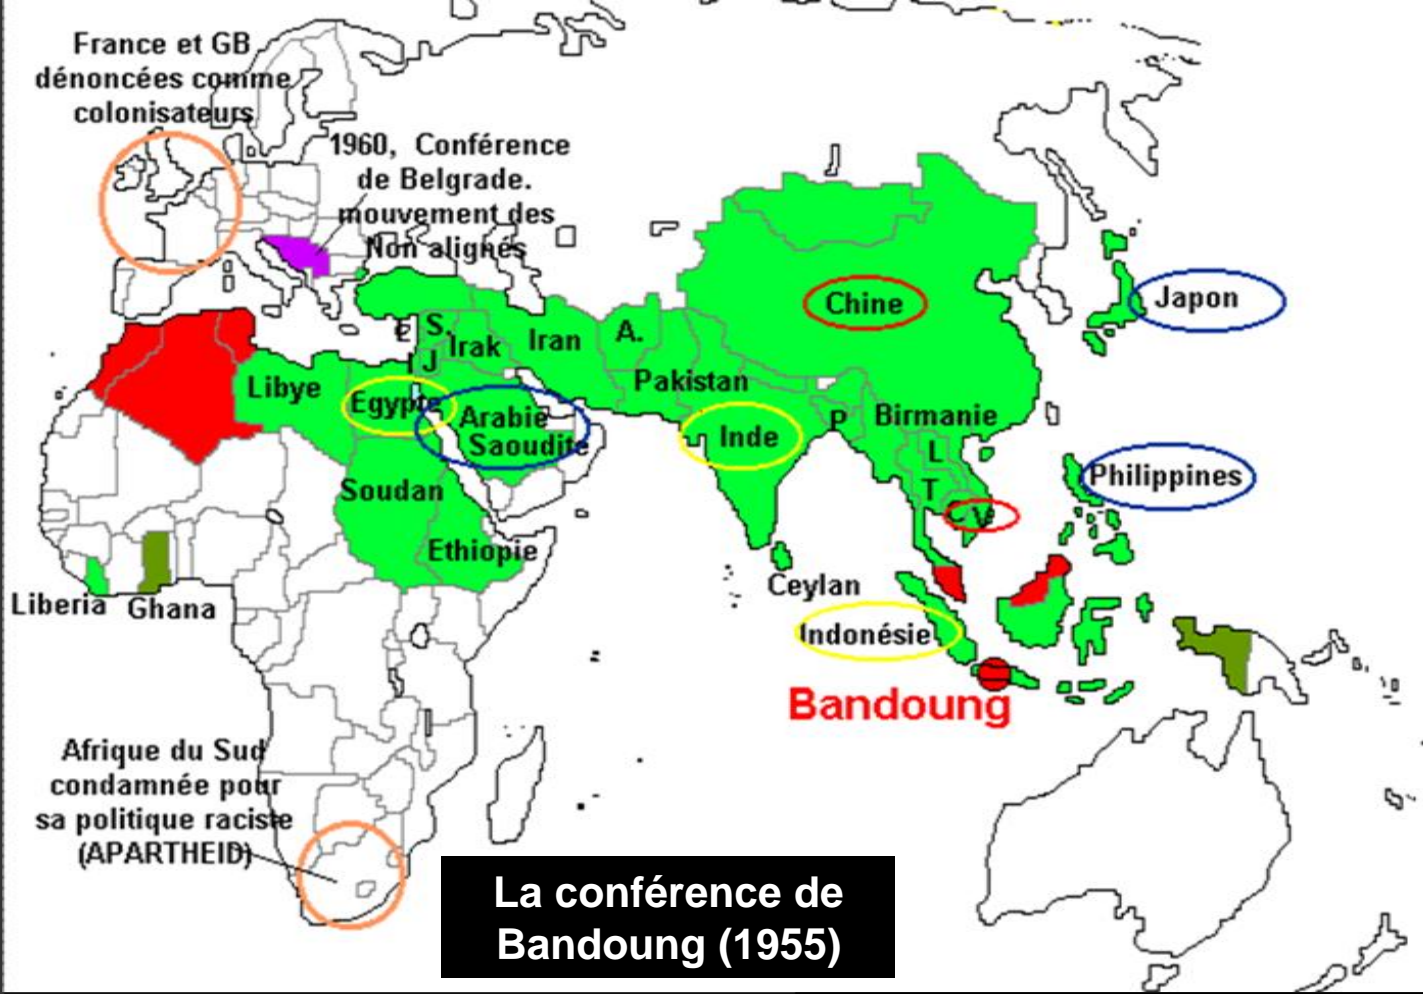 France et GB
dénoncées comme
colonisateurs
1960, Conférence
de Belgrade.
mouvement des
Non alignés
Chine
Japon
S.
Irak
Iran
A.
J
Libye
Egypte
Arabie
Saoudite
Pakistan
Inde
P
Birmanie
L
T
C V
Philippines
Soudan
Ethiopie
Liberia
Ghana
Ceylan
Indonésie
Bandoung
Afrique du Sud
condamnée pour
sa politique raciste
(APARTHEID)
La conférence de
Bandoung (1955)